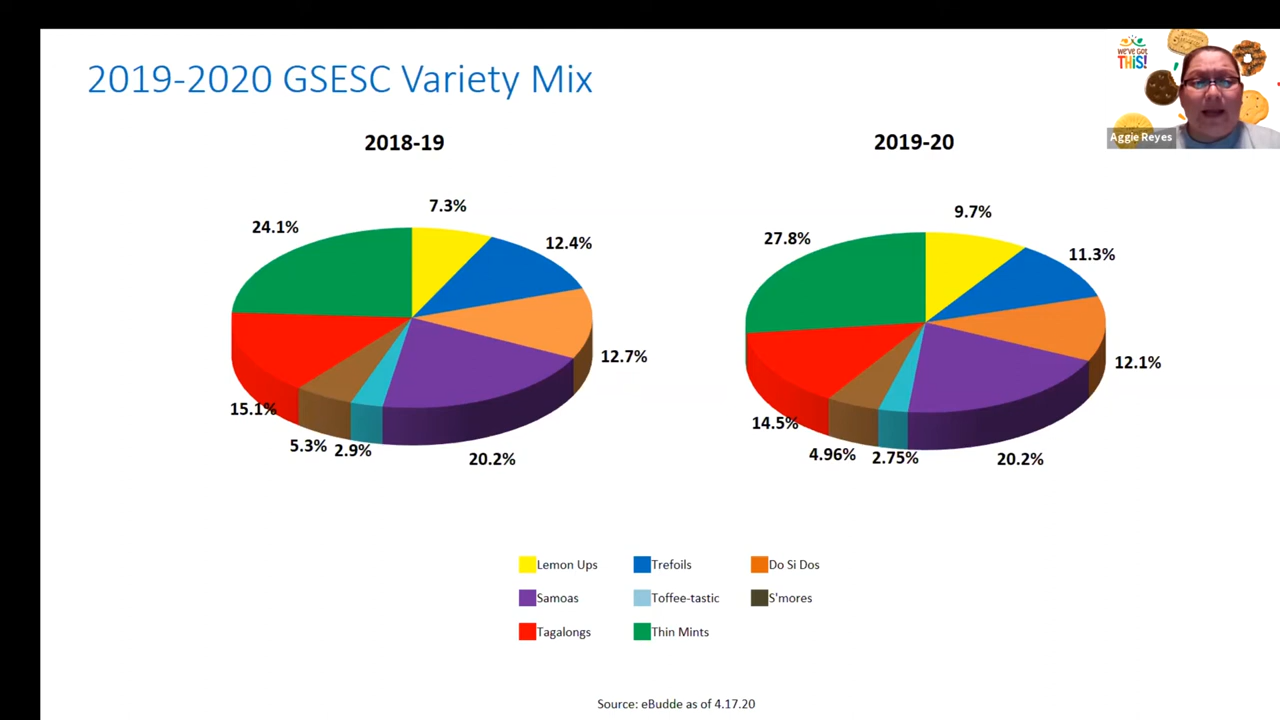 2019-2020 GSESC Variety Mix
WE'VE GOT
THIS!
Aggie Reyes
2018-19
2019-20
7.3%
12.4%
12.7%
20.2%
2.9%
5.3%
15.1%
24.1%
9.7%
11.3%
12.1%
20.2%
2.75%
4.96%
14.5%
27.8%
Lemon Ups Trefoils Do Si Dos
Samoas Toffee-tastic S'mores
Tagalongs Thin Mints
Source: eBudde as of 4.17.20